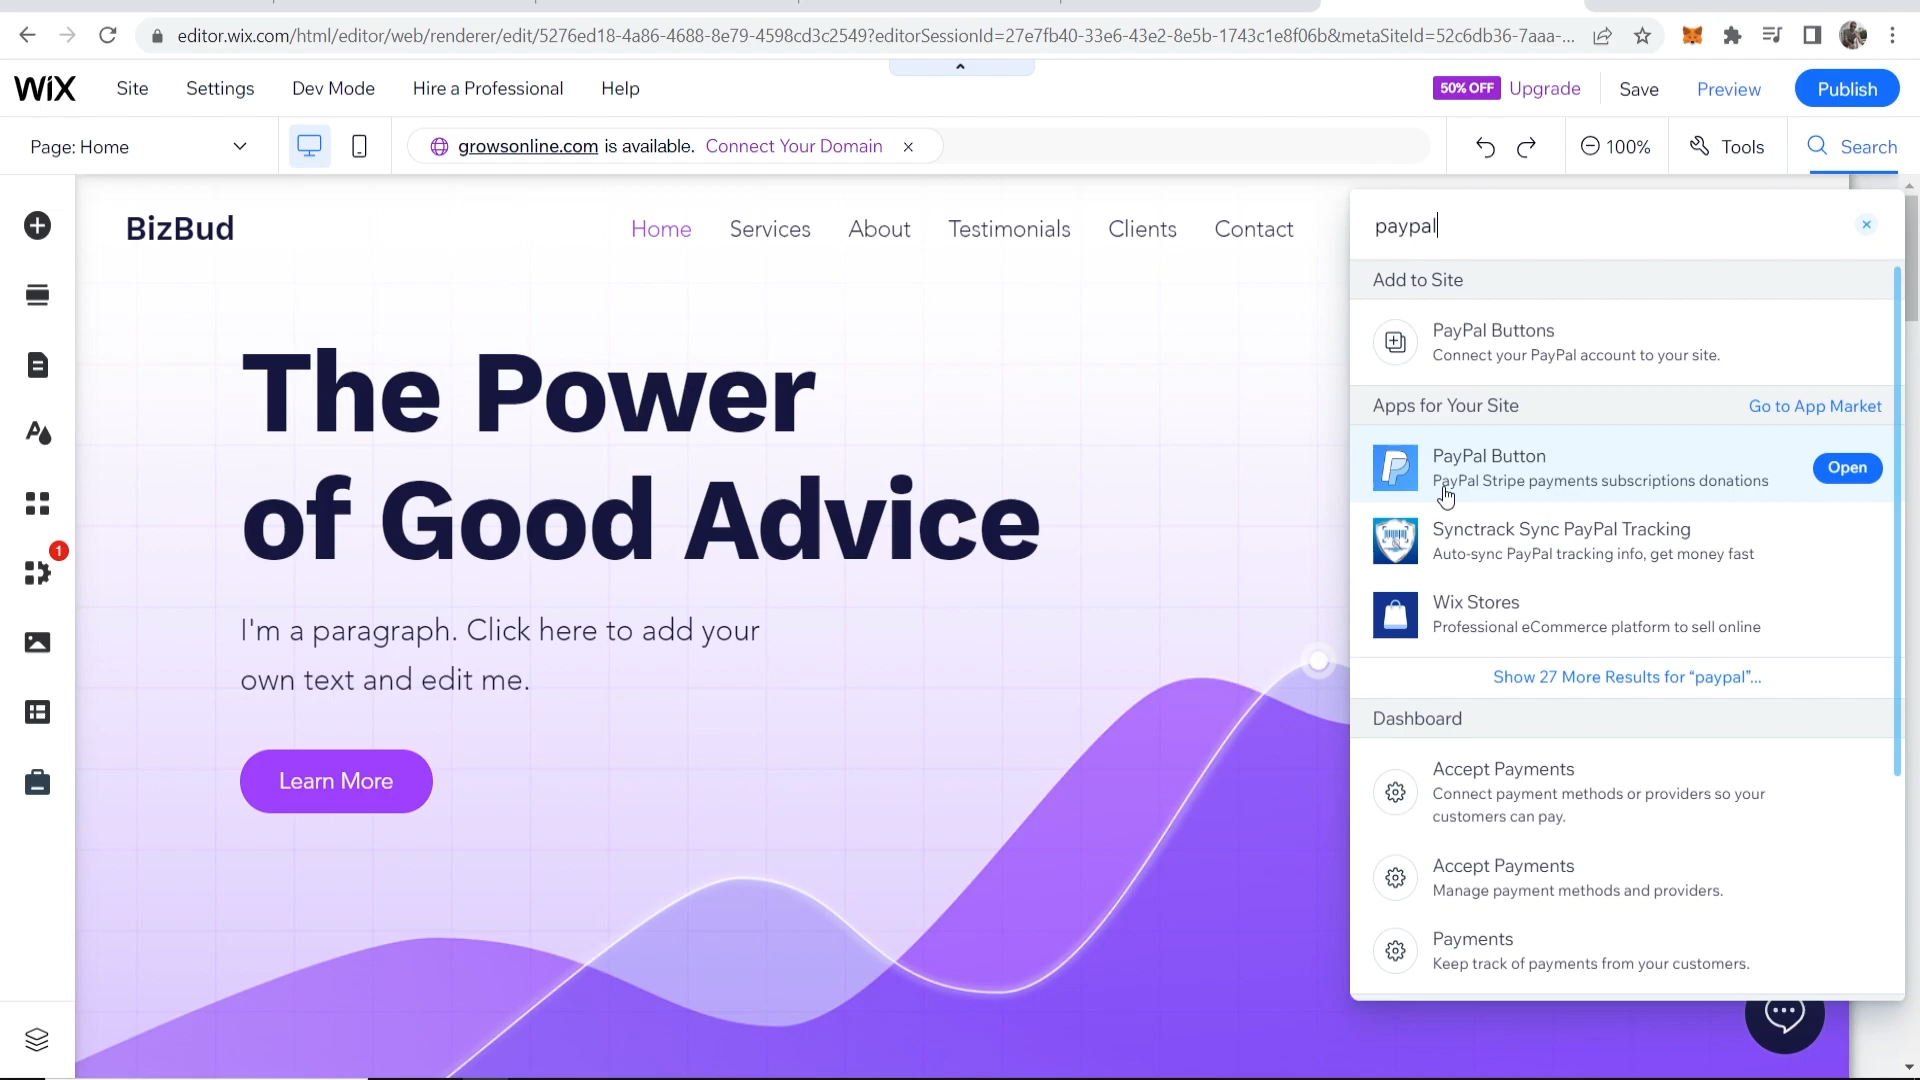 editor.wix.com/html/editor/web/renderer/edit/5276ed18-4a86-4688-8e79-4598cd3c2549?editorSessionId=27e7fb40-33e6-43e2-8e5b-1743c1e8f06b&metaSiteId=52c6db36-7aaa-...
WiX Site Settings Dev Mode Hire a Professional Help 50% OFF Upgrade Save Preview Publish
Page: Home growsonline.com is available. Connect Your Domain × 100% Tools Search
BizBud Home Services About Testimonials Clients Contact
The Power
of Good Advice
I'm a paragraph. Click here to add your
own text and edit me.
Learn More
1
paypal
Add to Site
PayPal Buttons
Connect your PayPal account to your site.
Apps for Your Site Go to App Market
PayPal Button
PayPal Stripe payments subscriptions donations
Open
Synctrack Sync PayPal Tracking
Auto-sync PayPal tracking info, get money fast
Wix Stores
Professional eCommerce platform to sell online
Show 27 More Results for “paypal”...
Dashboard
Accept Payments
Connect payment methods or providers so your
customers can pay.
Accept Payments
Manage payment methods and providers.
Payments
Keep track of payments from your customers.